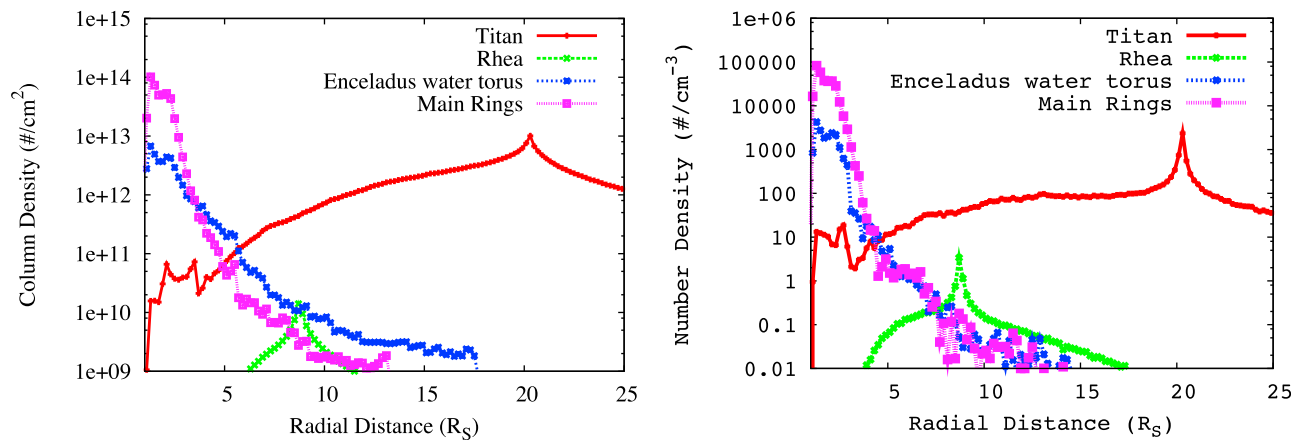 1e+15
1e+14
1e+13
1e+12
1e+11
1e+10
1e+09
Column Density (#/cm2)
Titan
Rhea
Enceladus water torus
Main Rings
5 10 15 20 25
Radial Distance (RS)
1e+06
100000
10000
1000
100
10
1
0.1
0.01
Number Density (#/cm-3)
Titan
Rhea
Enceladus water torus
Main Rings
5 10 15 20 25
Radial Distance (RS)